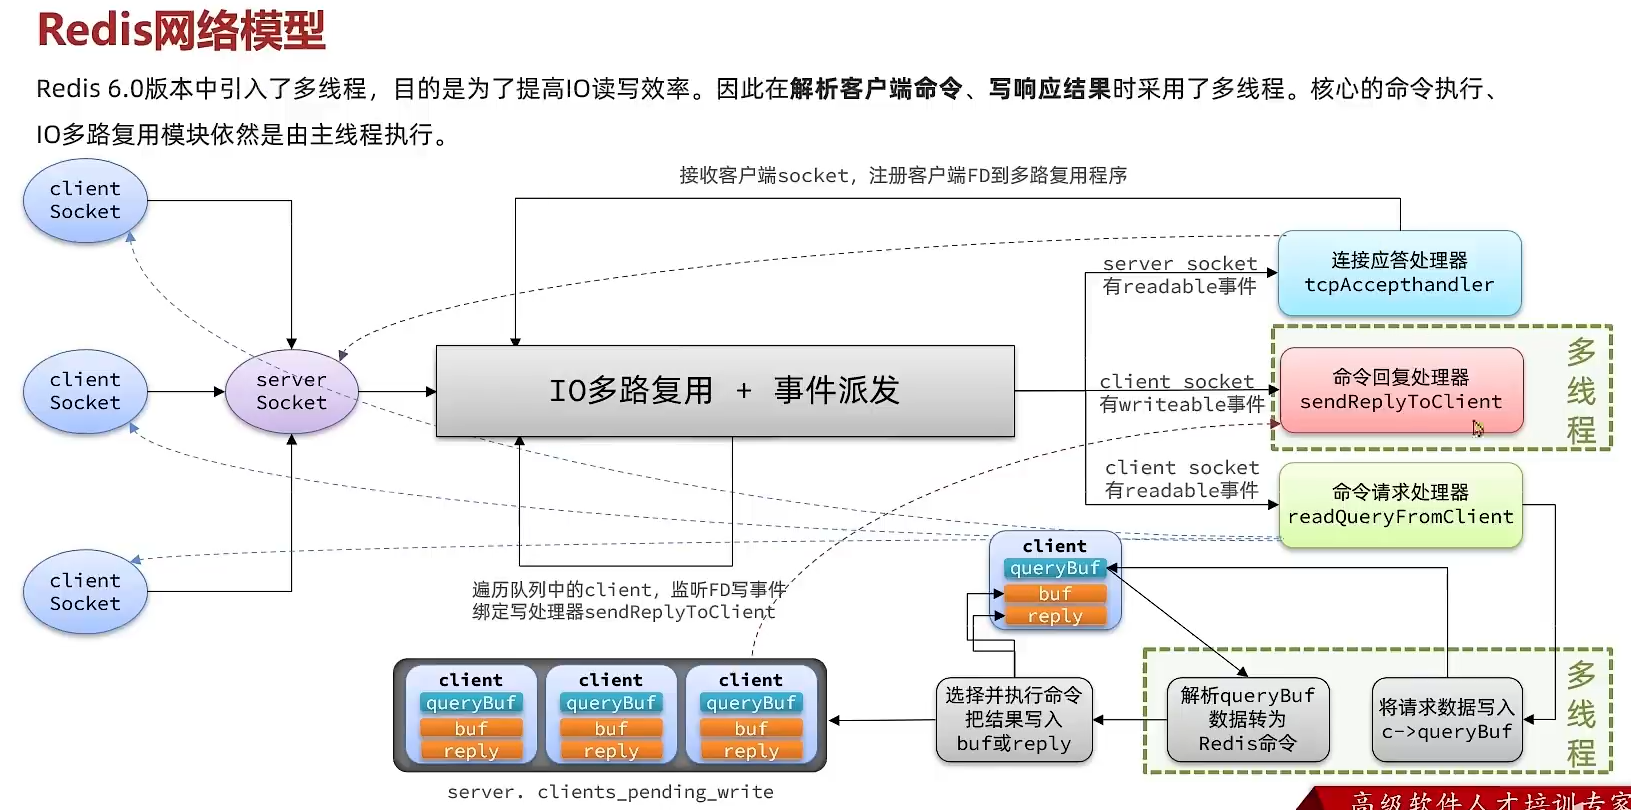 Redis网络模型
Redis 6.0版本中引入了多线程，目的是为了提高IO读写效率。因此在解析客户端命令、写响应结果时采用了多线程。核心的命令执行、
IO多路复用模块依然是由主线程执行。
接收客户端socket，注册客户端FD到多路复用程序
client
Socket
client
Socket
client
Socket
server
Socket
IO多路复用 + 事件派发
server socket
有readable事件
连接应答处理器
tcpAccepthandler
client socket
有writeable事件
命令回复处理器
sendReplyToClient
多
线
程
client socket
有readable事件
命令请求处理器
readQueryFromClient
遍历队列中的client，监听FD写事件
绑定写处理器sendReplyToClient
client
queryBuf
buf
reply
client
queryBuf
buf
reply
client
queryBuf
buf
reply
client
queryBuf
buf
reply
server. clients_pending_write
选择并执行命令
把结果写入
buf或reply
解析queryBuf
数据转为
Redis命令
将请求数据写入
c->queryBuf
多
线
程
高级软件人才培训专家